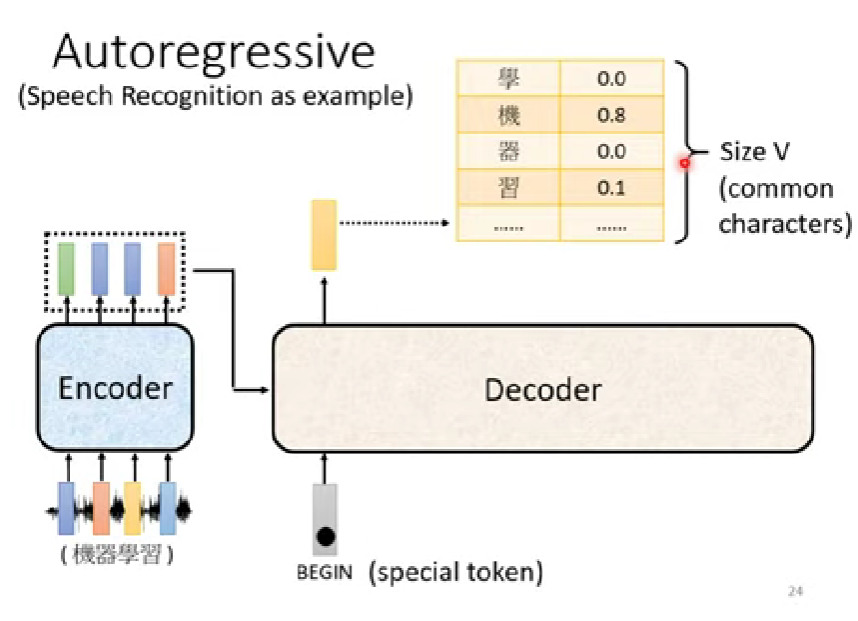 Autoregressive
(Speech Recognition as example)
學 0.0
機 0.8
器 0.0
習 0.1
...... ......
Size V
(common
characters)
Encoder
Decoder
(機器學習)
BEGIN (special token)
24